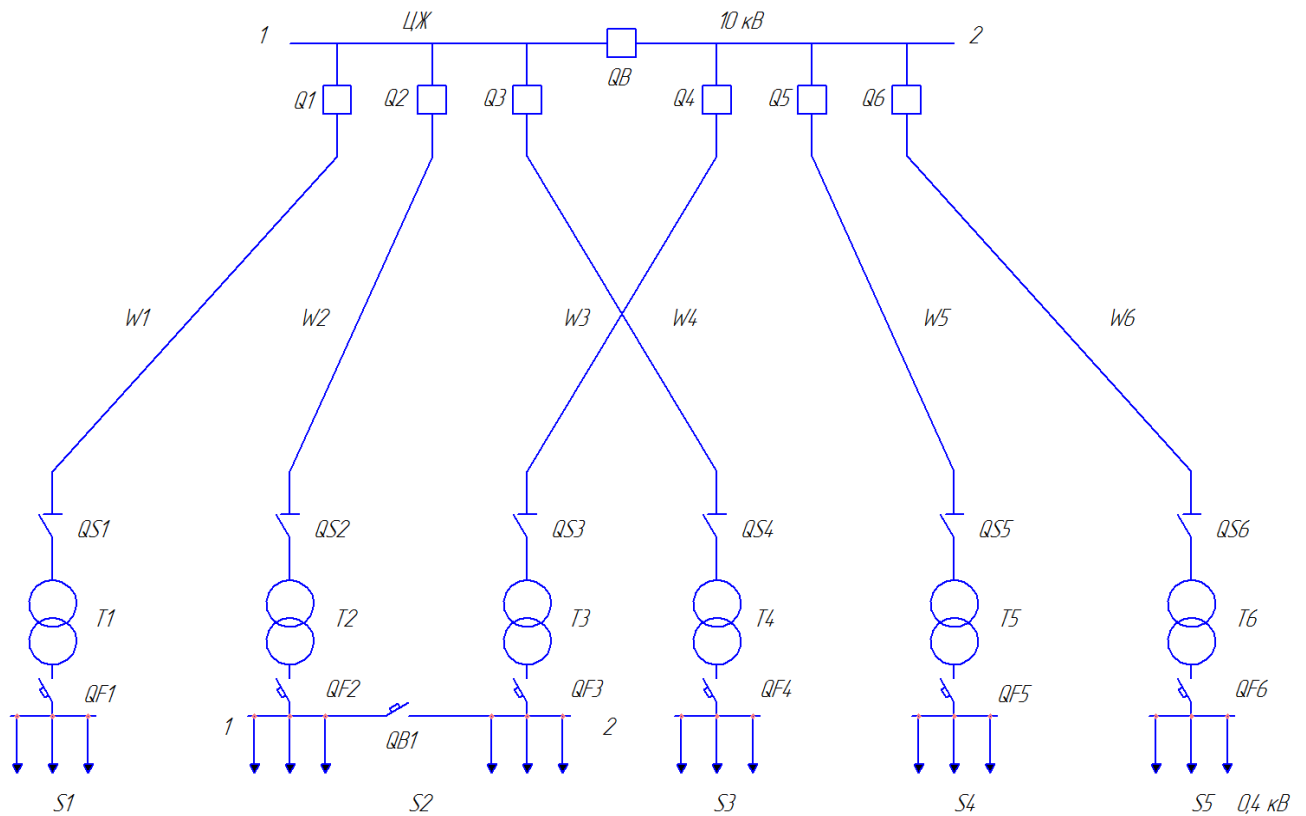 1 ЦЖ 10 кВ 2
QB
Q1 Q2 Q3 Q4 Q5 Q6
W1 W2 W3 W4 W5 W6
QS1 QS2 QS3 QS4 QS5 QS6
T1 T2 T3 T4 T5 T6
QF1 QF2 QF3 QF4 QF5 QF6
1 QB1 2
S1 S2 S3 S4 S5 0,4 кВ